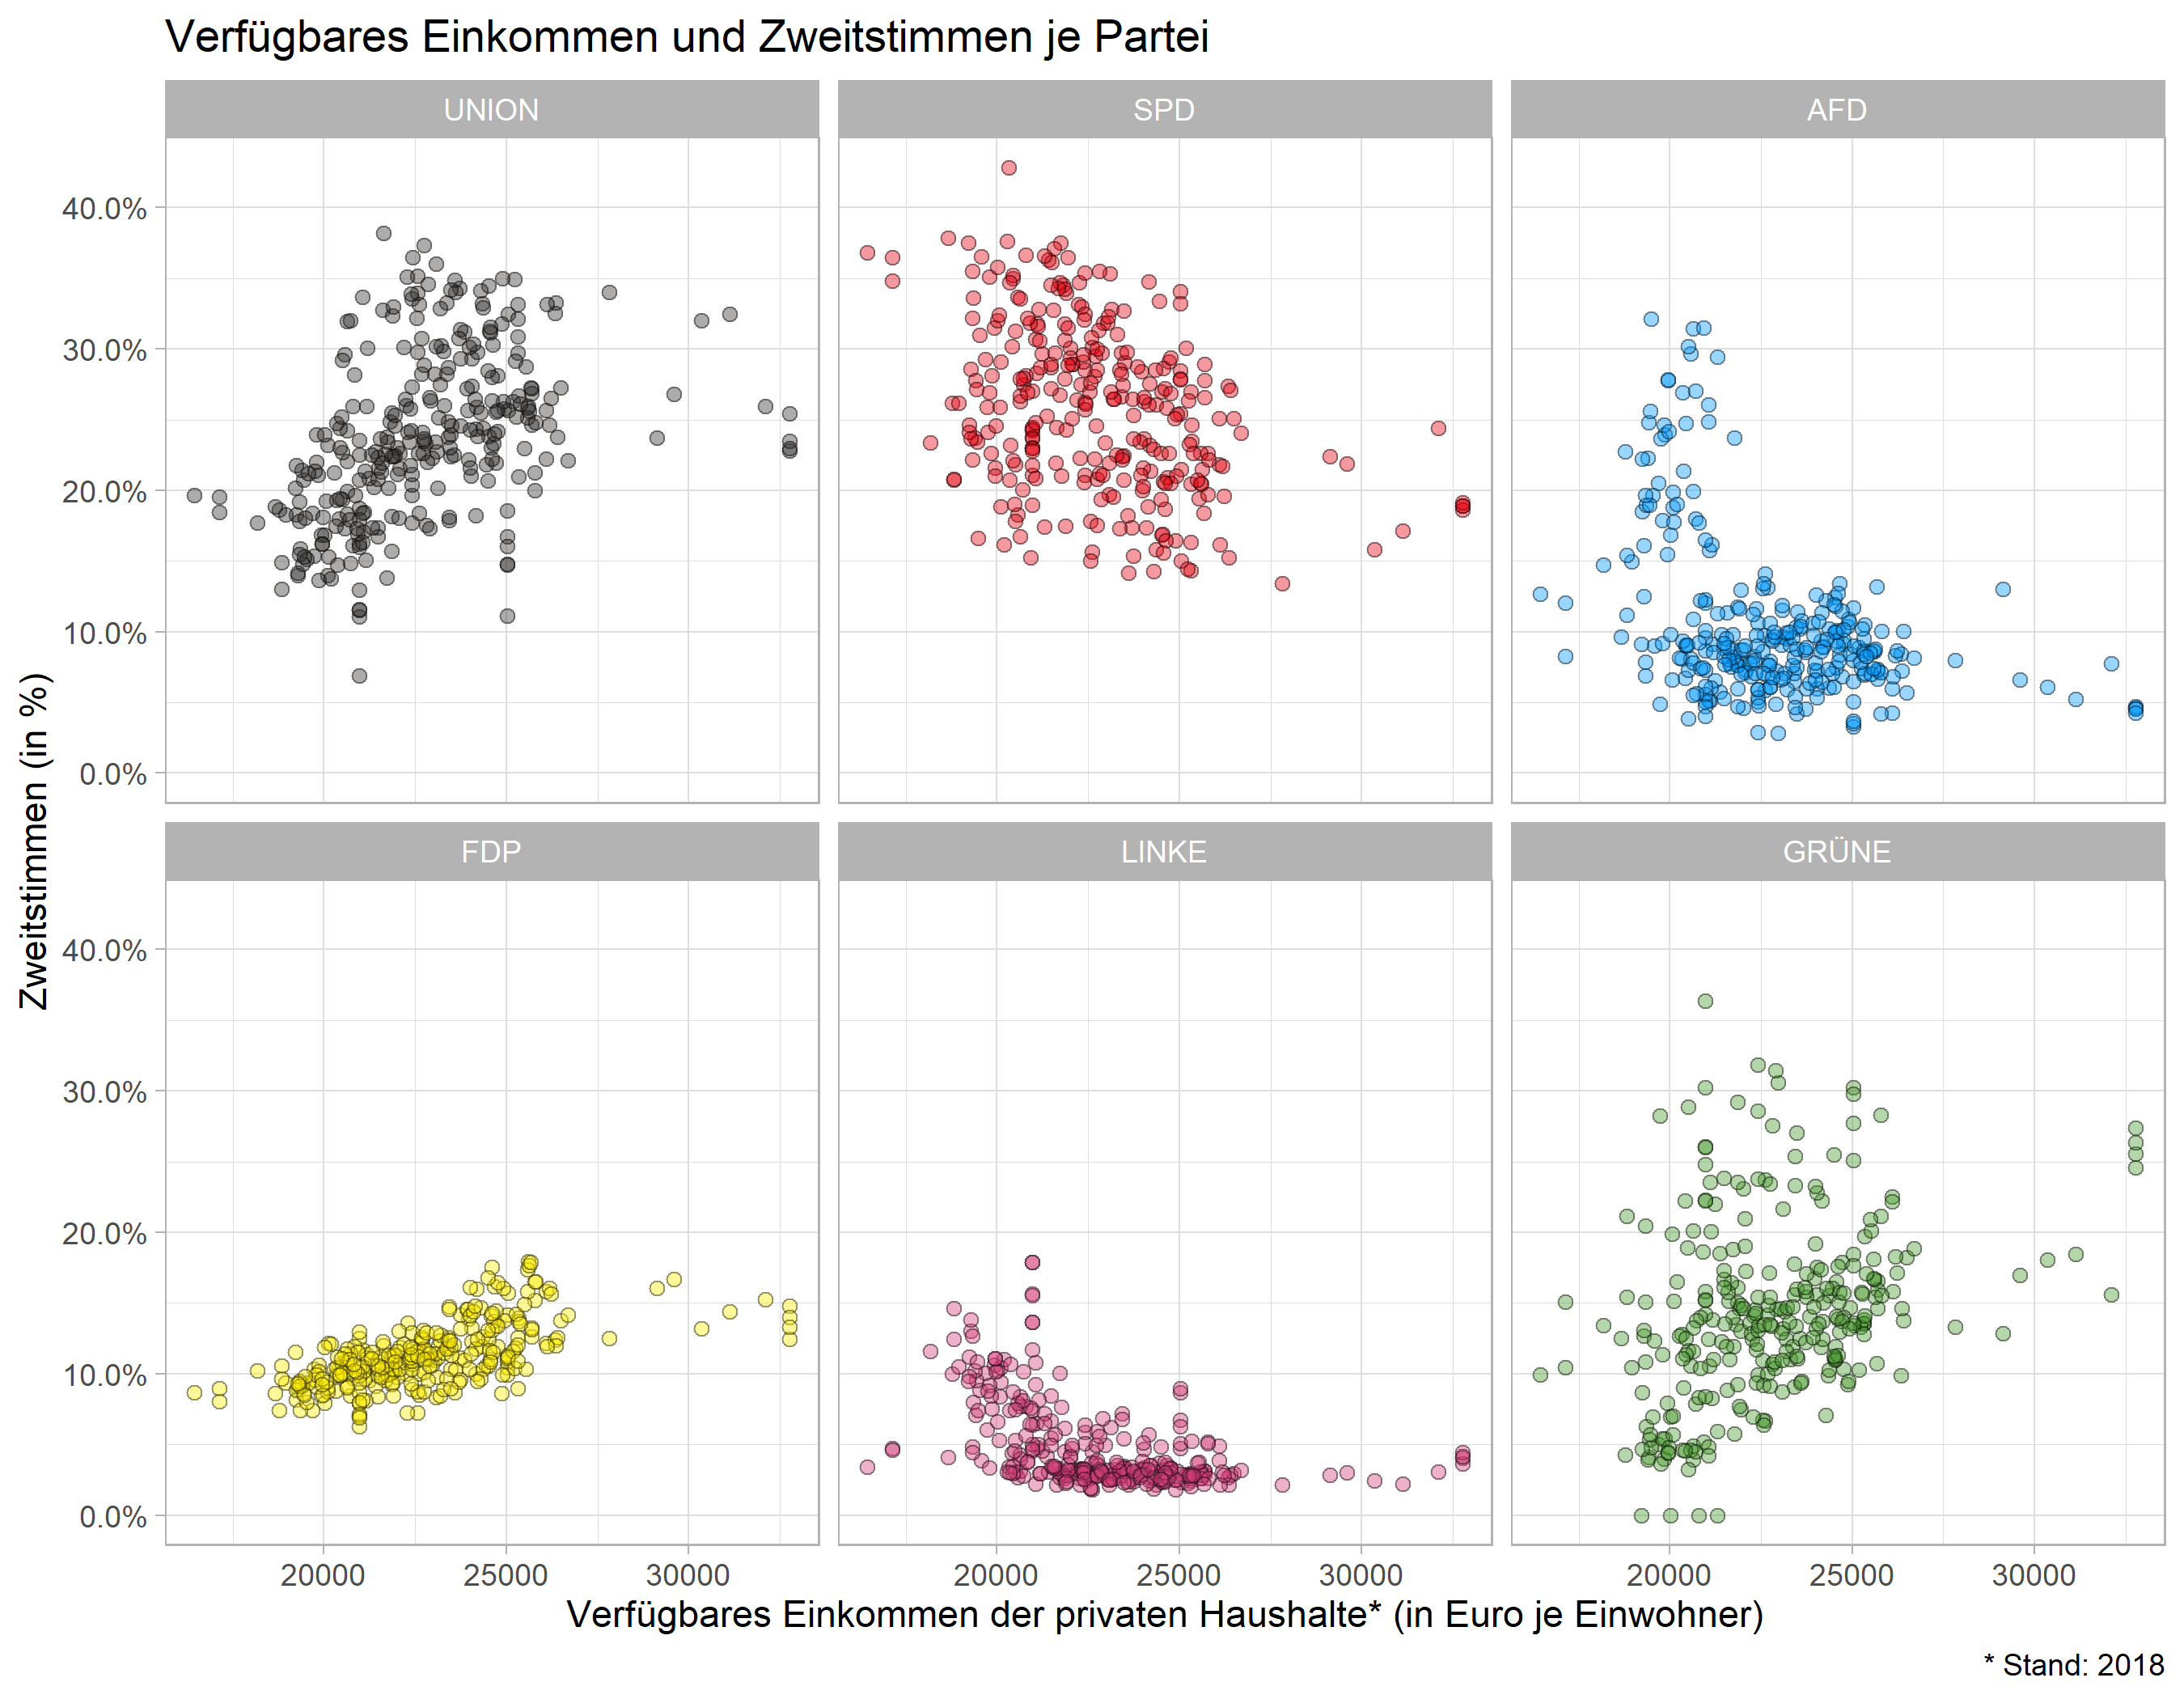 Verfügbares Einkommen und Zweitstimmen je Partei
UNION
SPD
AFD
40.0%
30.0%
20.0%
10.0%
0.0%
Zweitstimmen (in %)
FDP
LINKE
GRÜNE
40.0%
30.0%
20.0%
10.0%
0.0%
20000 25000 30000
20000 25000 30000
20000 25000 30000
Verfügbares Einkommen der privaten Haushalte* (in Euro je Einwohner)
* Stand: 2018